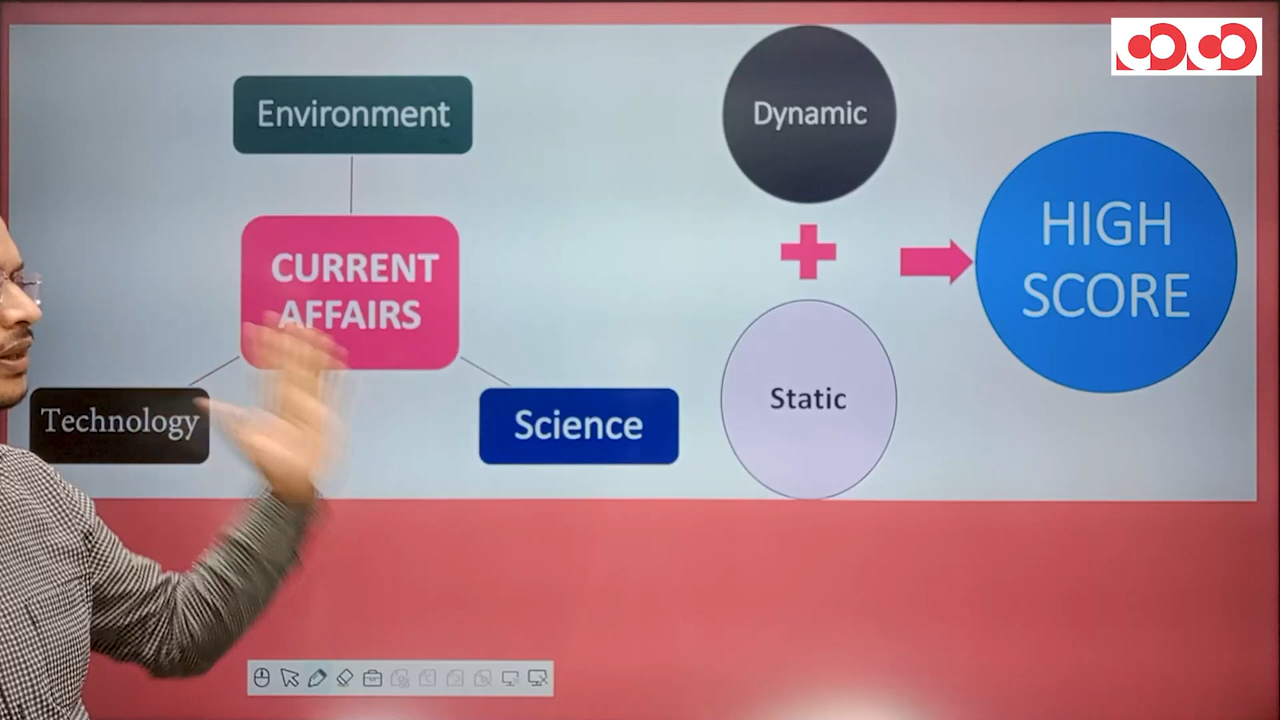 Environment
CURRENT
AFFAIRS
Technology
Science
Dynamic
Static
HIGH
SCORE